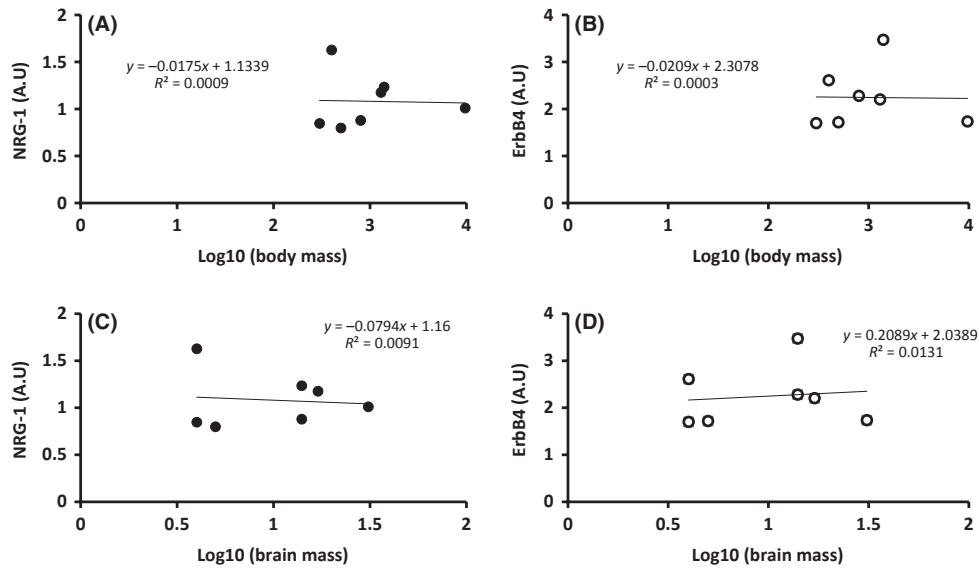 (A)
2
1.5
1
0.5
0
NRG-1 (A.U)
y = −0.0175x + 1.1339
R² = 0.0009
0 1 2 3 4
Log10 (body mass)
(B)
4
3
2
1
0
ErbB4 (A.U)
y = −0.0209x + 2.3078
R² = 0.0003
0 1 2 3 4
Log10 (body mass)
(C)
2
1.5
1
0.5
0
NRG-1 (A.U)
y = −0.0794x + 1.16
R² = 0.0091
0 0.5 1 1.5 2
Log10 (brain mass)
(D)
4
3
2
1
0
ErbB4 (A.U)
y = 0.2089x + 2.0389
R² = 0.0131
0 0.5 1 1.5 2
Log10 (brain mass)